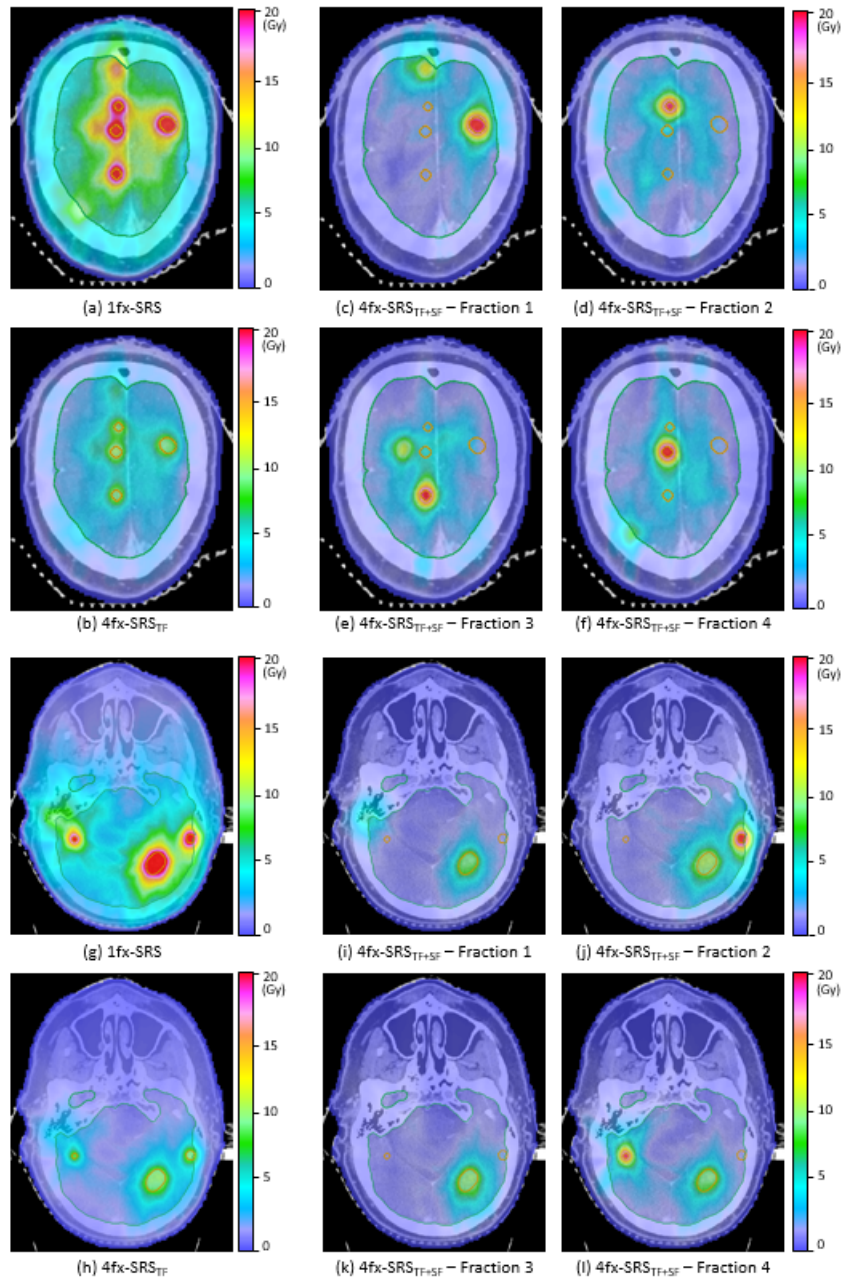 20
(Gy)
15
10
5
0
20
(Gy)
15
10
5
0
(a) 1fx-SRS
(c) 4fx-SRSTF+SF – Fraction 1
(d) 4fx-SRSTF+SF – Fraction 2
20
(Gy)
15
10
5
0
20
(Gy)
15
10
5
0
(b) 4fx-SRSTF
(e) 4fx-SRSTF+SF – Fraction 3
(f) 4fx-SRSTF+SF – Fraction 4
20
(Gy)
15
10
5
0
20
(Gy)
15
10
5
0
(g) 1fx-SRS
(i) 4fx-SRSTF+SF – Fraction 1
(j) 4fx-SRSTF+SF – Fraction 2
20
(Gy)
15
10
5
0
20
(Gy)
15
10
5
0
(h) 4fx-SRSTF
(k) 4fx-SRSTF+SF – Fraction 3
(l) 4fx-SRSTF+SF – Fraction 4